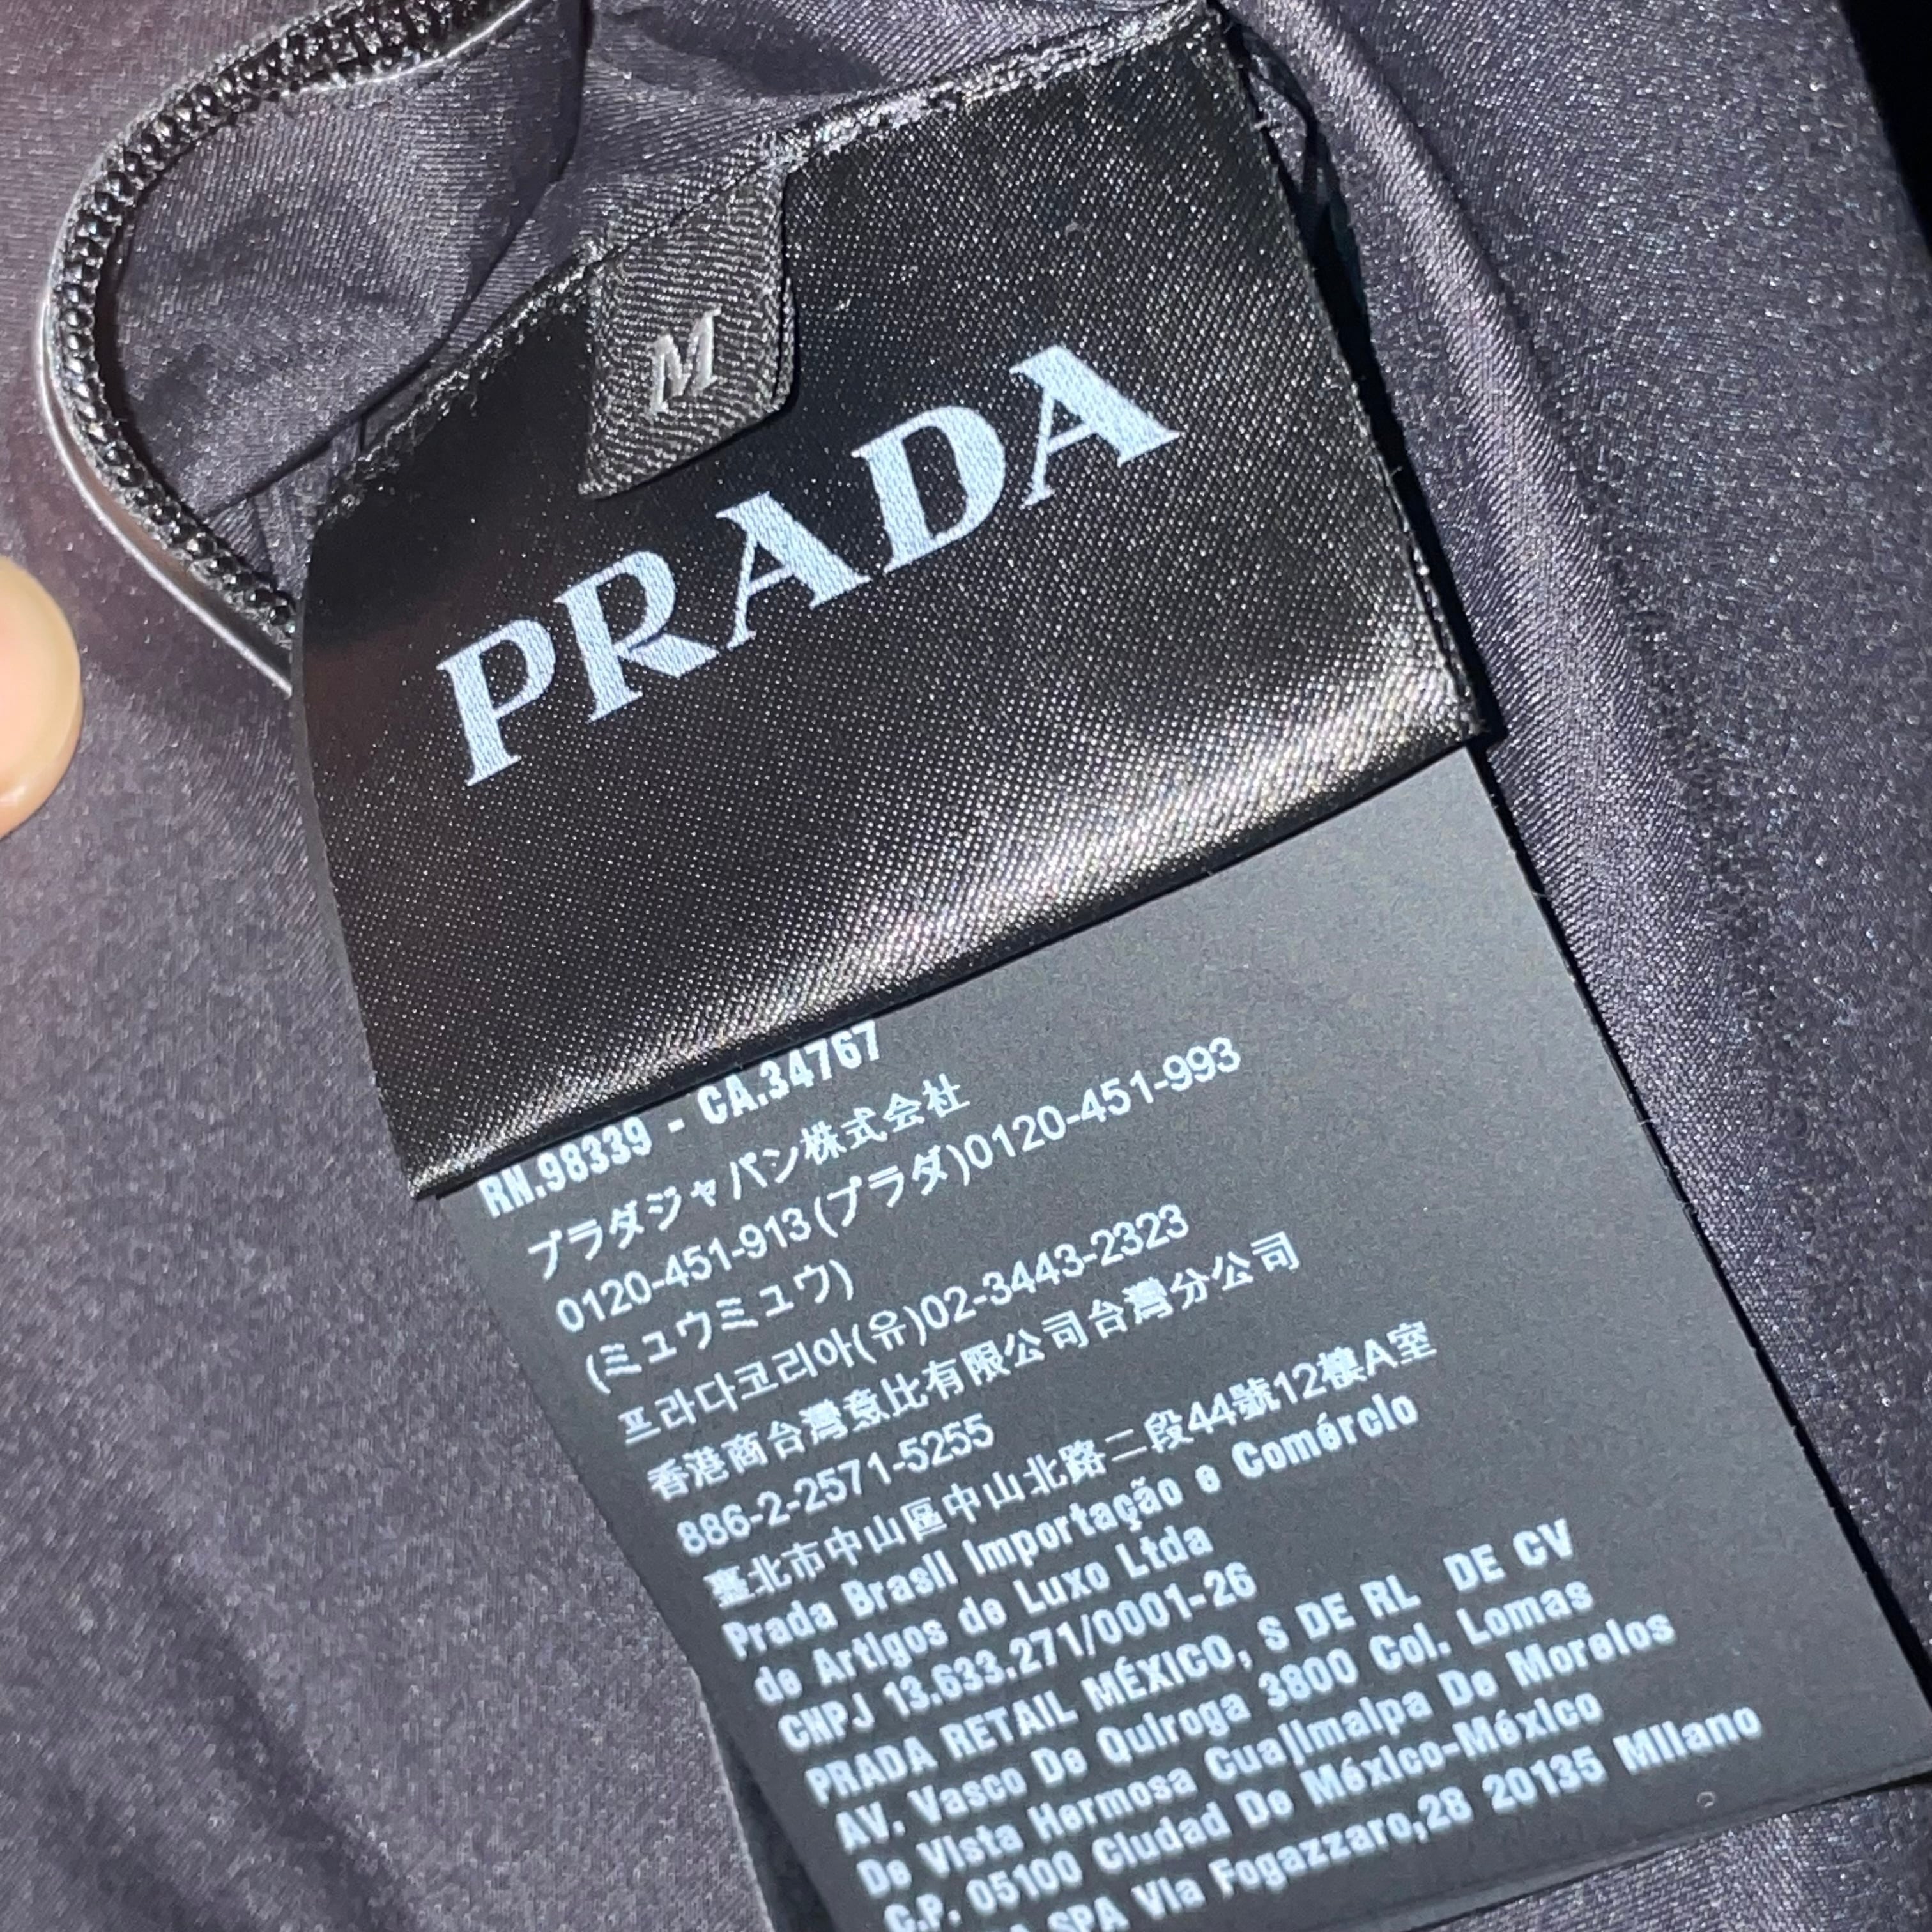 M
PRADA
RN.98339 - CA.34767
プラダジャパン株式会社
0120-451-913(プラダ)0120-451-993
(ミュウミュウ)
프라다코리아(유)02-3443-2323
香港商台灣意比有限公司台灣分公司
886-2-2571-5255
臺北市中山區中山北路二段44號12樓A室
Prada Brasil Importação e Comércio
de Artigos de Luxo Ltda
CNPJ 13.633.271/0001-26
PRADA RETAIL MÉXICO, S DE RL DE CV
AV. Vasco De Quiroga 3800 Col. Lomas
De Vista Hermosa Cuajimalpa De Morelos
C.P. 05100 Ciudad De México-México
SPA Via Fogazzaro,28 20135 Milano